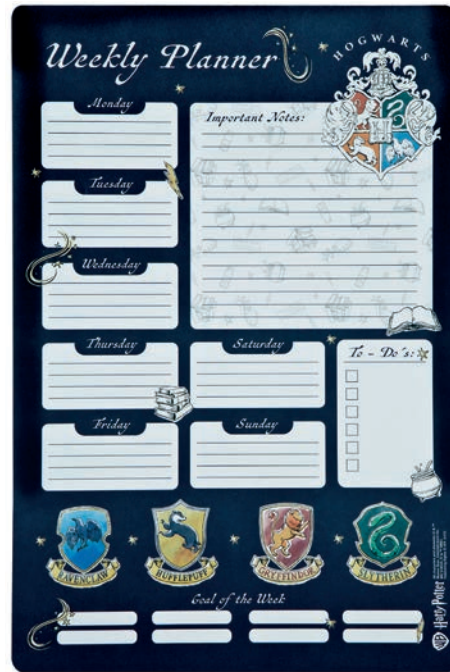 Weekly Planner
HOGWARTS
Monday
Important Notes:
Tuesday
Wednesday
Thursday
Saturday
To - Do's:
Friday
Sunday
RAVENCLAW
HUFFLEPUFF
GRYFFINDOR
SLYTHERIN
Goal of the Week
WB
Harry Potter